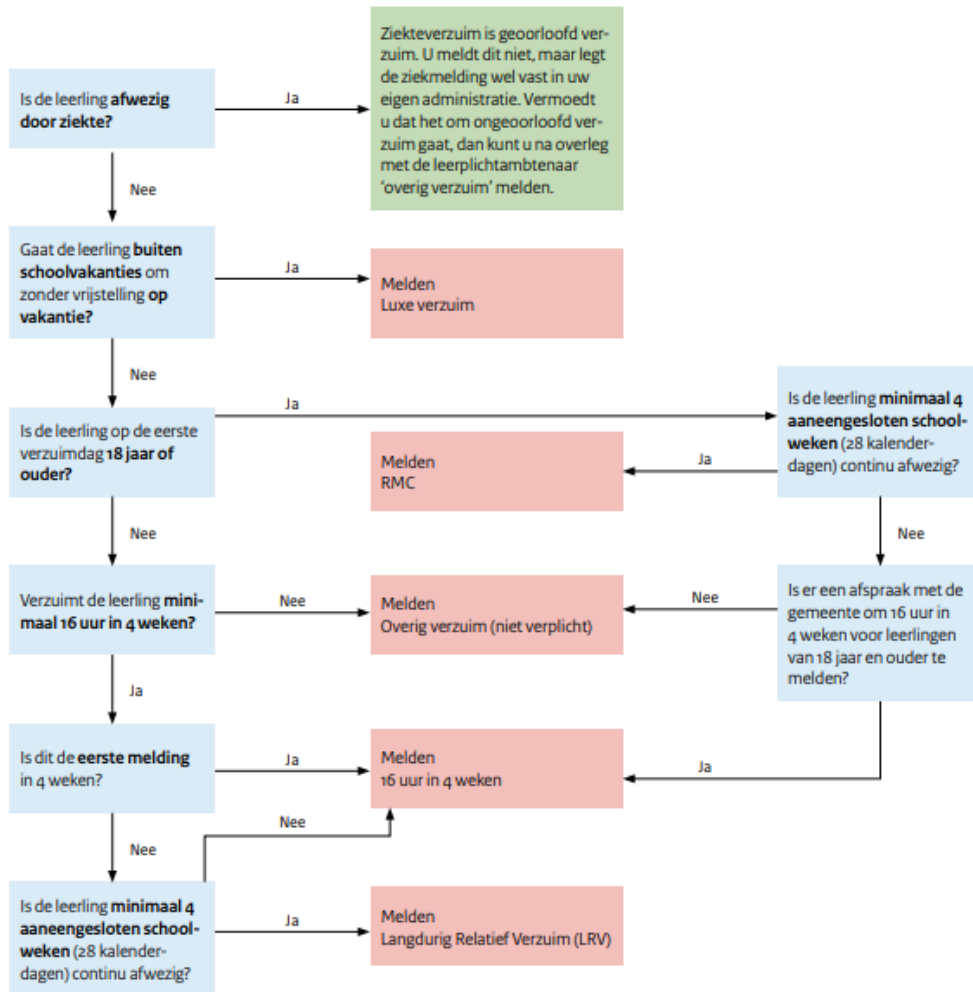 Is de leerling afwezig
door ziekte?
Ja
Ziekteverzuim is geoorloofd ver-
zuim. U meldt dit niet, maar legt
de ziekmelding wel vast in uw
eigen administratie. Vermoedt
u dat het om ongeoorloofd ver-
zuim gaat, dan kunt u na overleg
met de leerplichtambtenaar
‘overig verzuim’ melden.
Nee
Gaat de leerling buiten
schoolvakanties om
zonder vrijstelling op
vakantie?
Ja
Melden
Luxe verzuim
Nee
Is de leerling op de eerste
verzuimdag 18 jaar of
ouder?
Ja
Is de leerling minimaal 4
aaneengesloten school-
weken (28 kalender-
dagen) continu afwezig?
Ja
Melden
RMC
Nee
Nee
Verzuimt de leerling mini-
maal 16 uur in 4 weken?
Nee
Melden
Overig verzuim (niet verplicht)
Nee
Is er een afspraak met de
gemeente om 16 uur in
4 weken voor leerlingen
van 18 jaar en ouder te
melden?
Ja
Is dit de eerste melding
in 4 weken?
Ja
Melden
16 uur in 4 weken
Ja
Nee
Nee
Is de leerling minimaal 4
aaneengesloten school-
weken (28 kalender-
dagen) continu afwezig?
Ja
Melden
Langdurig Relatief Verzuim (LRV)